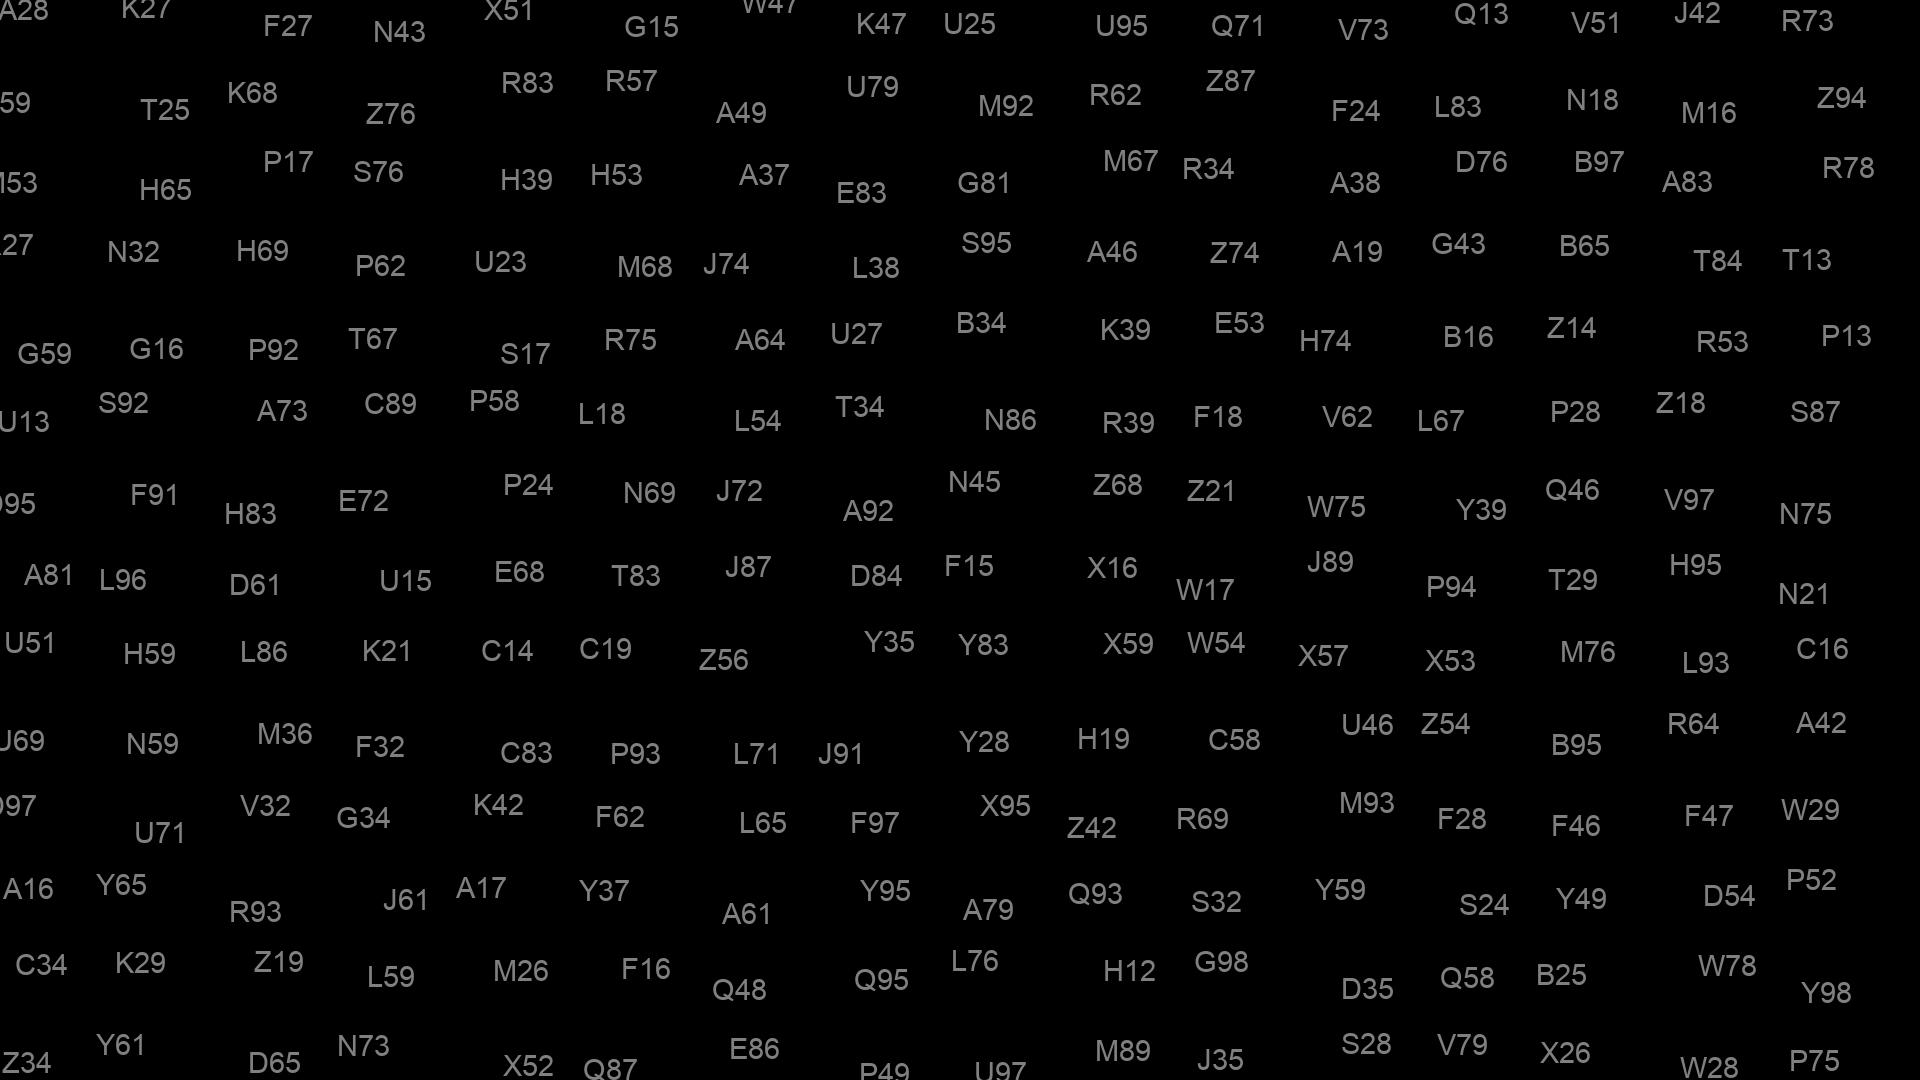 A28 K27 F27 N43 X51 G15 W47 K47 U25 U95 Q71 V73 Q13 V51 J42 R73
59 T25 K68 Z76 R83 R57 A49 U79 M92 R62 Z87 F24 L83 N18 M16 Z94
M53 H65 P17 S76 H39 H53 A37 E83 G81 M67 R34 A38 D76 B97 A83 R78
27 N32 H69 P62 U23 M68 J74 L38 S95 A46 Z74 A19 G43 B65 T84 T13
G59 G16 P92 T67 S17 R75 A64 U27 B34 K39 E53 H74 B16 Z14 R53 P13
U13 S92 A73 C89 P58 L18 L54 T34 N86 R39 F18 V62 L67 P28 Z18 S87
95 F91 H83 E72 P24 N69 J72 A92 N45 Z68 Z21 W75 Y39 Q46 V97 N75
A81 L96 D61 U15 E68 T83 J87 D84 F15 X16 W17 J89 P94 T29 H95 N21
U51 H59 L86 K21 C14 C19 Z56 Y35 Y83 X59 W54 X57 X53 M76 L93 C16
U69 N59 M36 F32 C83 P93 L71 J91 Y28 H19 C58 U46 Z54 B95 R64 A42
97 U71 V32 G34 K42 F62 L65 F97 X95 Z42 R69 M93 F28 F46 F47 W29
A16 Y65 R93 J61 A17 Y37 A61 Y95 A79 Q93 S32 Y59 S24 Y49 D54 P52
C34 K29 Z19 L59 M26 F16 Q48 Q95 L76 H12 G98 D35 Q58 B25 W78 Y98
Z34 Y61 D65 N73 X52 Q87 E86 P49 U97 M89 J35 S28 V79 X26 W28 P75